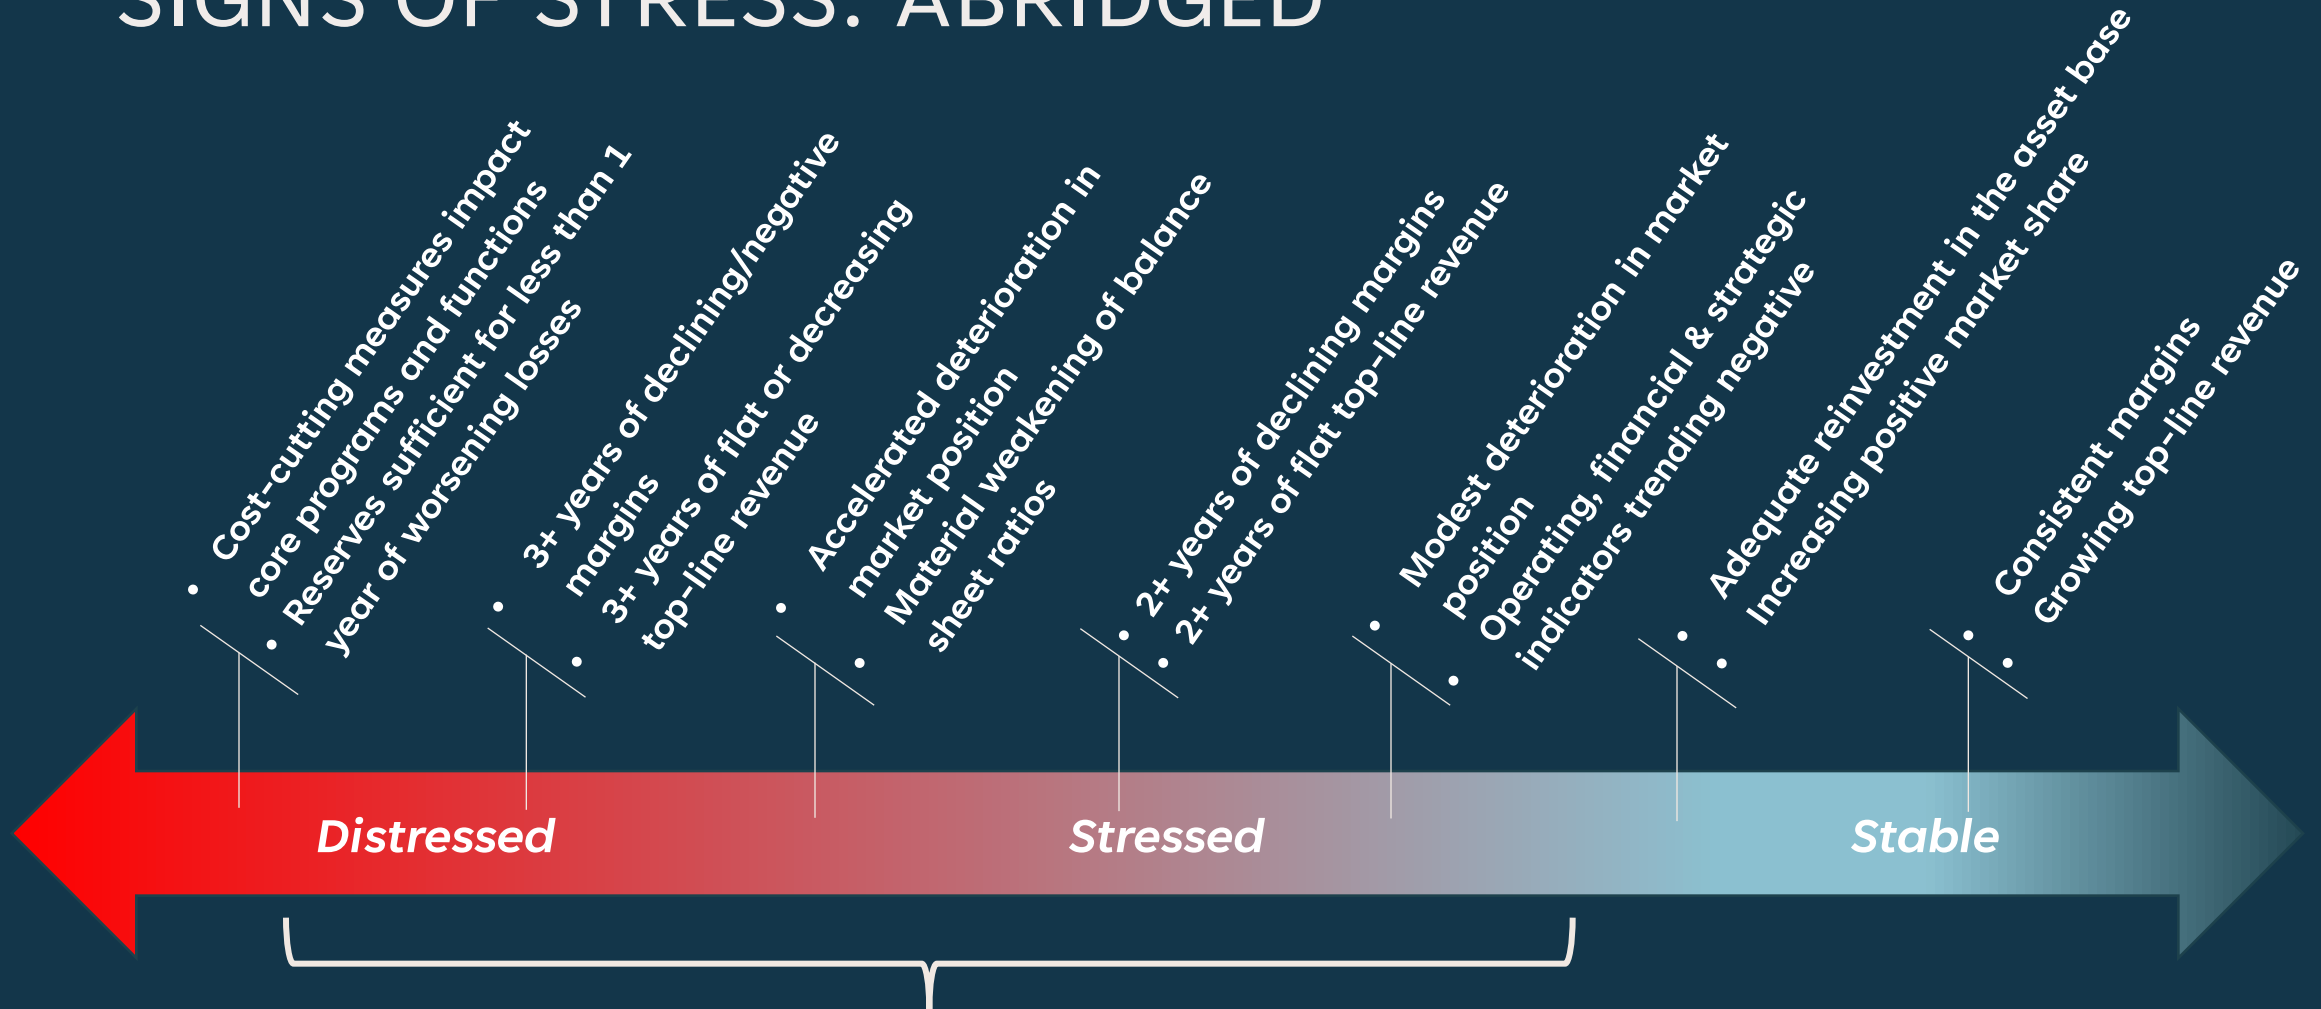 SIGNS OF STRESS: ABRIDGED
• Cost-cutting measures impact
core programs and functions
• Reserves sufficient for less than 1
year of worsening losses
• 3+ years of declining/negative
margins
• 3+ years of flat or decreasing
top-line revenue
• Accelerated deterioration in
market position
• Material weakening of balance
sheet ratios
• 2+ years of declining margins
• 2+ years of flat top-line revenue
• Modest deterioration in market
position
• Operating, financial & strategic
indicators trending negative
• Adequate reinvestment in the asset base
• Increasing positive market share
• Consistent margins
• Growing top-line revenue
Distressed
Stressed
Stable